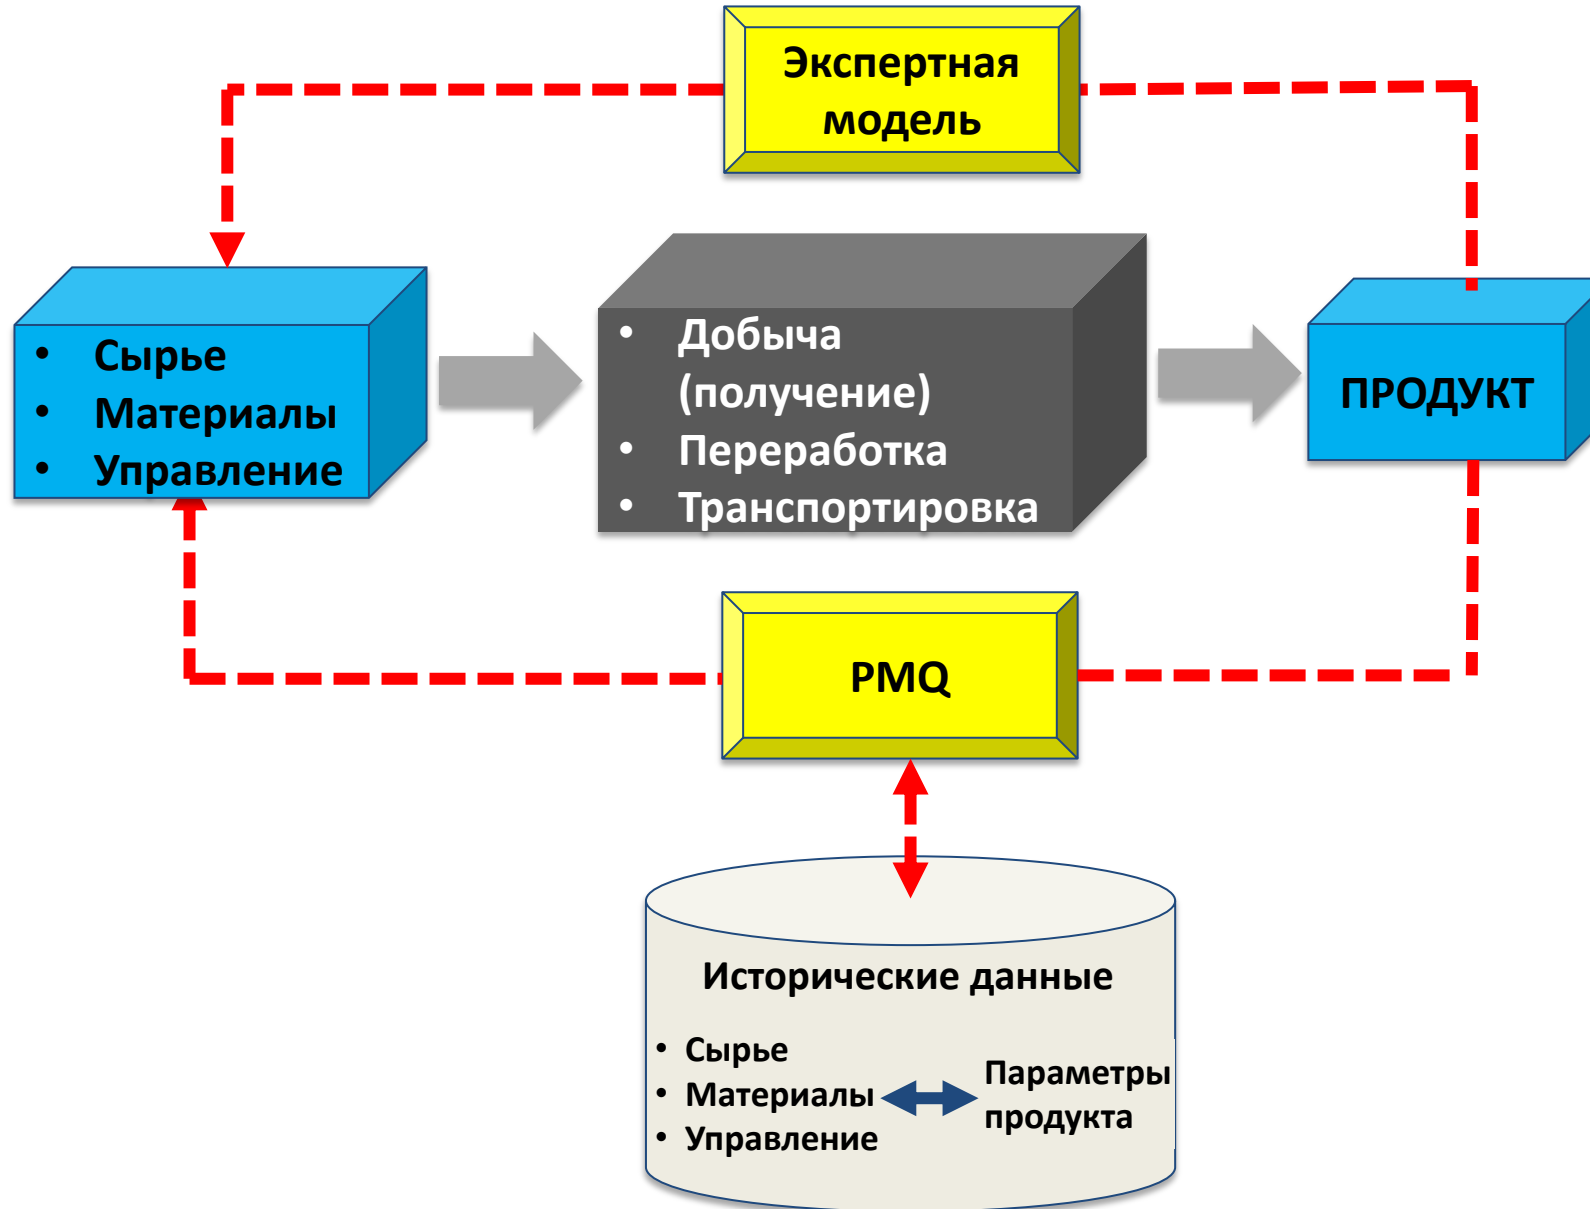 Экспертная
модель
• Сырье
• Материалы
• Управление
• Добыча
(получение)
• Переработка
• Транспортировка
ПРОДУКТ
PMQ
Исторические данные
• Сырье
• Материалы
• Управление
Параметры
продукта